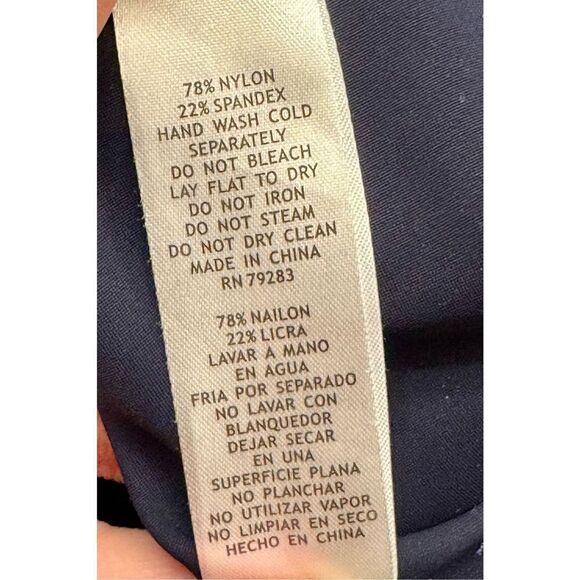 78% NYLON
22% SPANDEX
HAND WASH COLD
SEPARATELY
DO NOT BLEACH
LAY FLAT TO DRY
DO NOT IRON
DO NOT STEAM
DO NOT DRY CLEAN
MADE IN CHINA
RN 79283
78% NAILON
22% LICRA
LAVAR A MANO
EN AGUA
FRIA POR SEPARADO
NO LAVAR CON
BLANQUEDOR
DEJAR SECAR
EN UNA
SUPERFICIE PLANA
NO PLANCHAR
NO UTILIZAR VAPOR
NO LIMPIAR EN SECO
HECHO EN CHINA